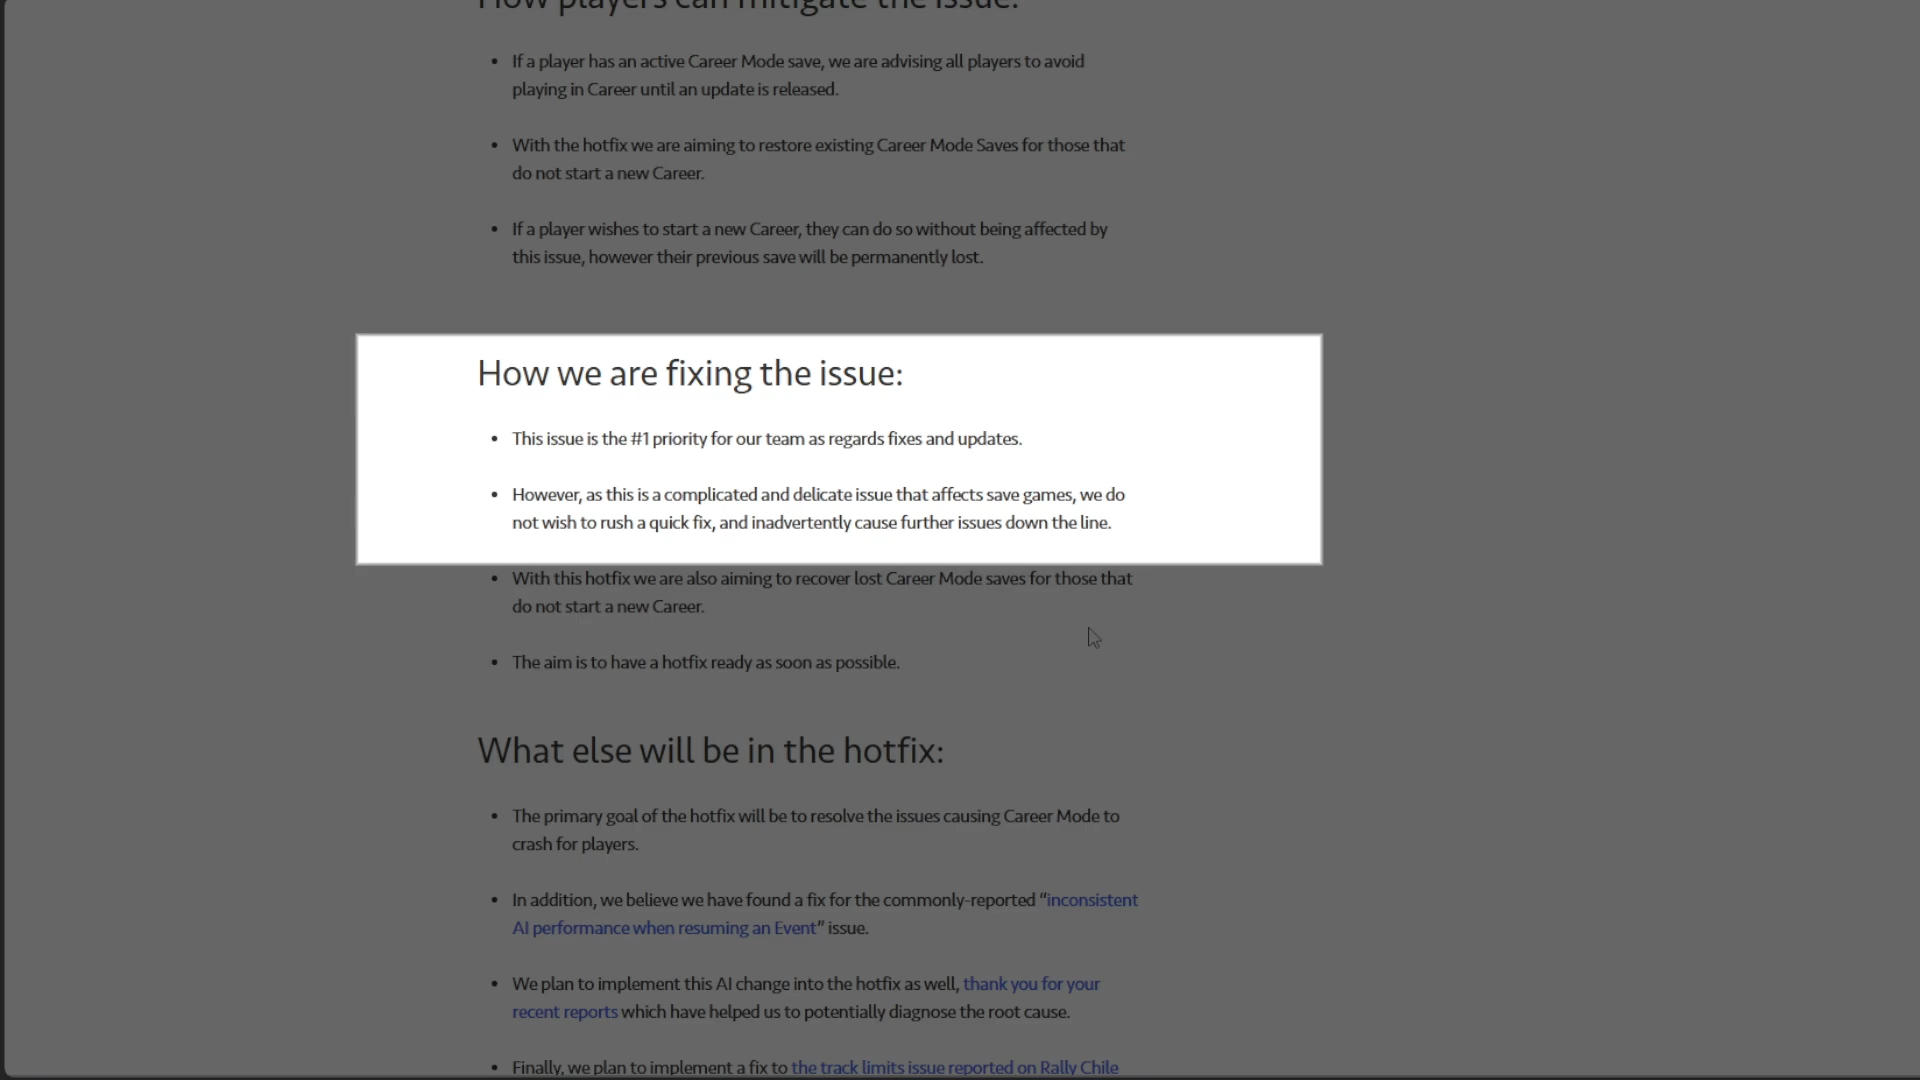 How players can mitigate the issue:
• If a player has an active Career Mode save, we are advising all players to avoid
playing in Career until an update is released.
• With the hotfix we are aiming to restore existing Career Mode Saves for those that
do not start a new Career.
• If a player wishes to start a new Career, they can do so without being affected by
this issue, however their previous save will be permanently lost.
How we are fixing the issue:
• This issue is the #1 priority for our team as regards fixes and updates.
• However, as this is a complicated and delicate issue that affects save games, we do
not wish to rush a quick fix, and inadvertently cause further issues down the line.
• With this hotfix we are also aiming to recover lost Career Mode saves for those that
do not start a new Career.
• The aim is to have a hotfix ready as soon as possible.
What else will be in the hotfix:
• The primary goal of the hotfix will be to resolve the issues causing Career Mode to
crash for players.
• In addition, we believe we have found a fix for the commonly-reported “inconsistent
AI performance when resuming an Event” issue.
• We plan to implement this AI change into the hotfix as well, thank you for your
recent reports which have helped us to potentially diagnose the root cause.
• Finally, we plan to implement a fix to the track limits issue reported on Rally Chile